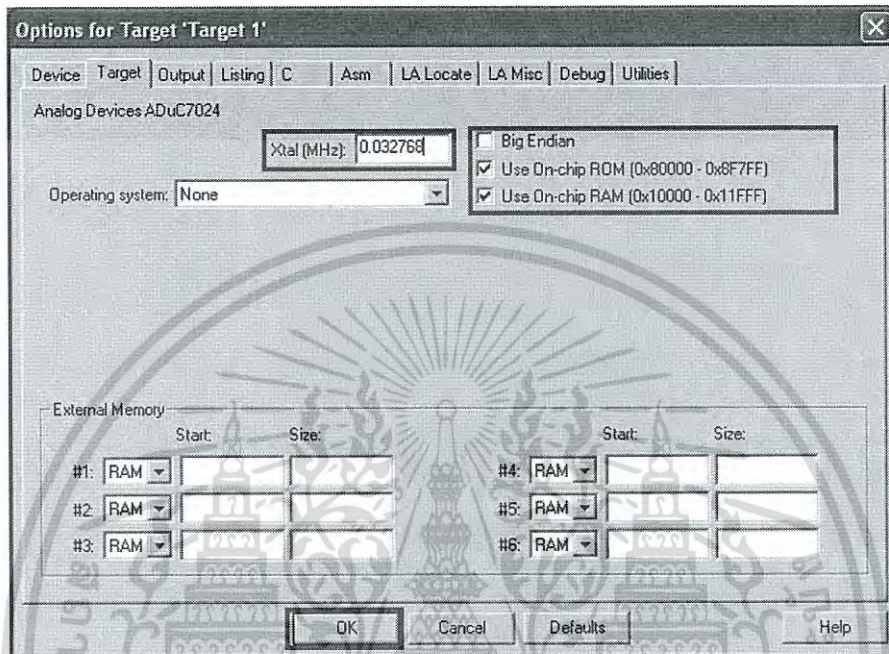 Options for Target 'Target 1'
Device Target Output Listing C Asm LA Locate LA Misc Debug Utilities
Analog Devices ADuC7024
Xtal (MHz): 0.032768
Big Endian
Use On-chip ROM (0x80000 - 0x8F7FF)
Operating system: None
Use On-chip RAM (0x10000 - 0x11FFF)
External Memory
Start: Size: Start: Size:
#1: RAM #4: RAM
#2: RAM #5: RAM
#3: RAM #6: RAM
OK Cancel Defaults Help